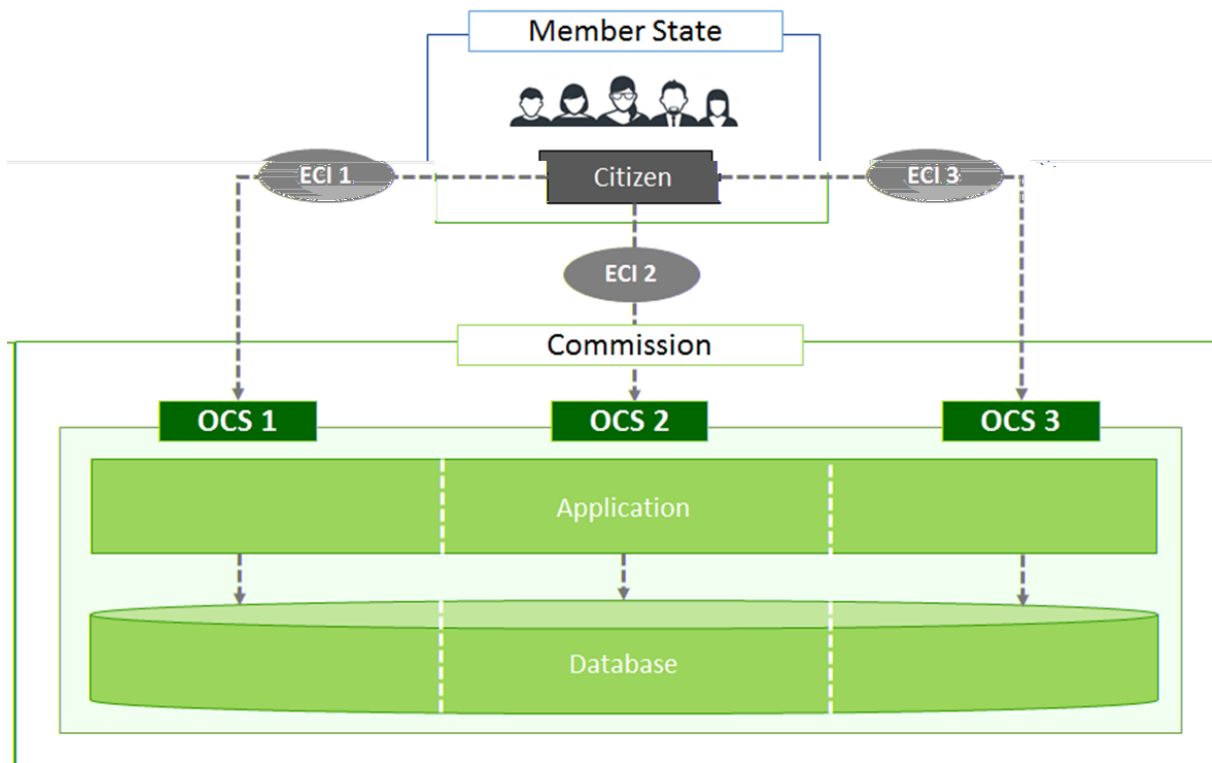 Member State
ECI 1
Citizen
ECI 3
ECI 2
Commission
OCS 1
OCS 2
OCS 3
Application
Database